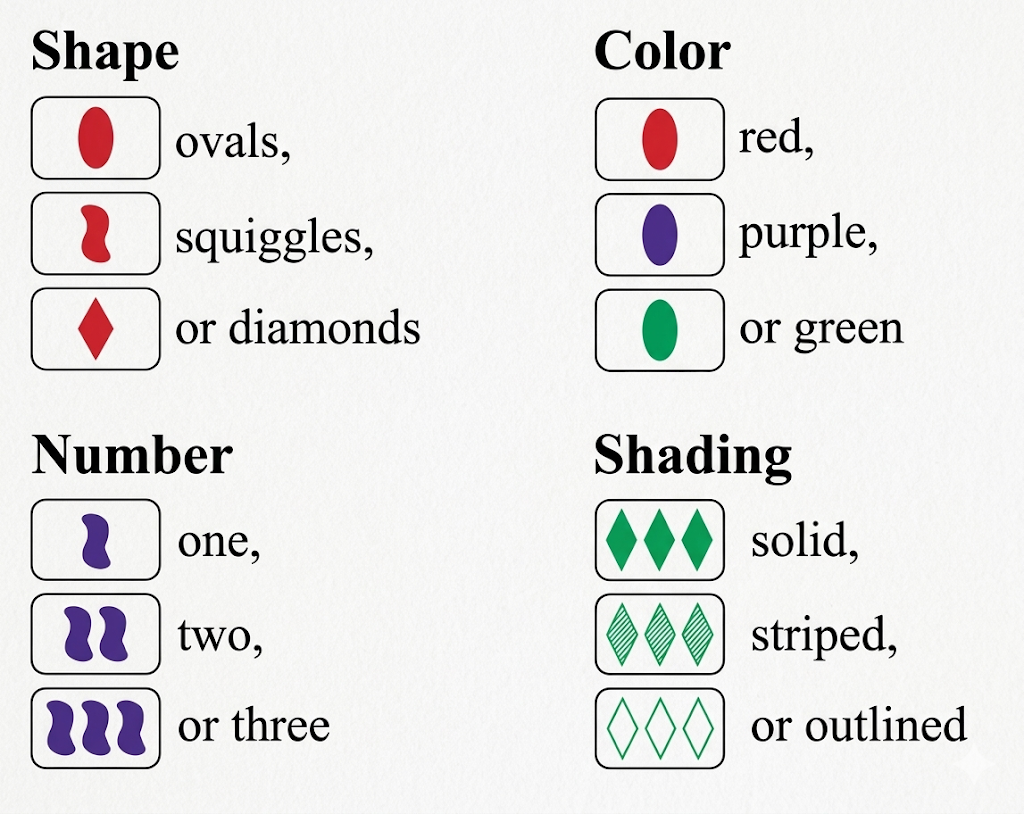 Shape
ovals,
squiggles,
or diamonds
Color
red,
purple,
or green
Number
one,
two,
or three
Shading
solid,
striped,
or outlined